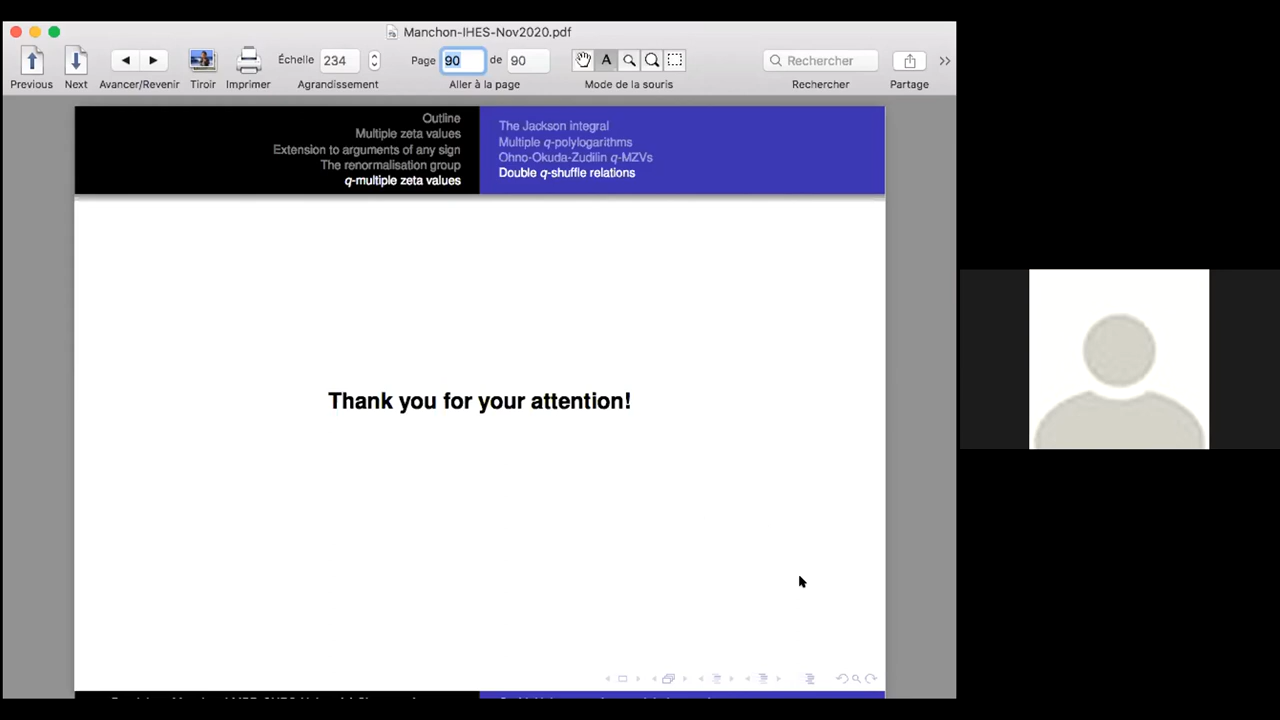 Manchon-IHES-Nov2020.pdf
Échelle 234 Page 90 de 90 Rechercher
Previous Next Avancer/Revenir Tiroir Imprimer Agrandissement Aller à la page Mode de la souris Rechercher Partage
Outline
Multiple zeta values
Extension to arguments of any sign
The renormalisation group
q-multiple zeta values
The Jackson integral
Multiple q-polylogarithms
Ohno-Okuda-Zudilin q-MZVs
Double q-shuffle relations
Thank you for your attention!